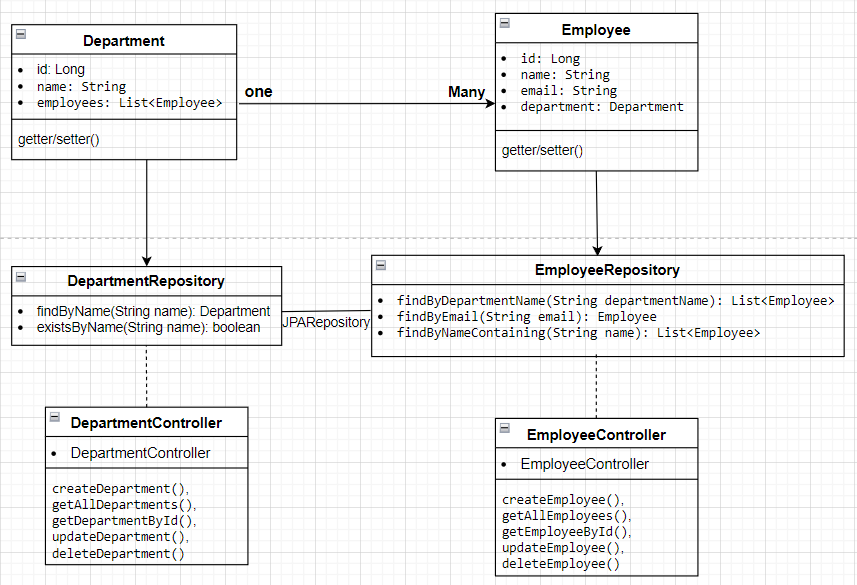 Department
id: Long
name: String
employees: List<Employee>
getter/setter()
one
Many
Employee
id: Long
name: String
email: String
department: Department
getter/setter()
DepartmentRepository
findByName(String name): Department
existsByName(String name): boolean
JPARepository
EmployeeRepository
findByDepartmentName(String departmentName): List<Employee>
findByEmail(String email): Employee
findByNameContaining(String name): List<Employee>
DepartmentController
DepartmentController
createDepartment(),
getAllDepartments(),
getDepartmentById(),
updateDepartment(),
deleteDepartment()
EmployeeController
EmployeeController
createEmployee(),
getAllEmployees(),
getEmployeeById(),
updateEmployee(),
deleteEmployee()